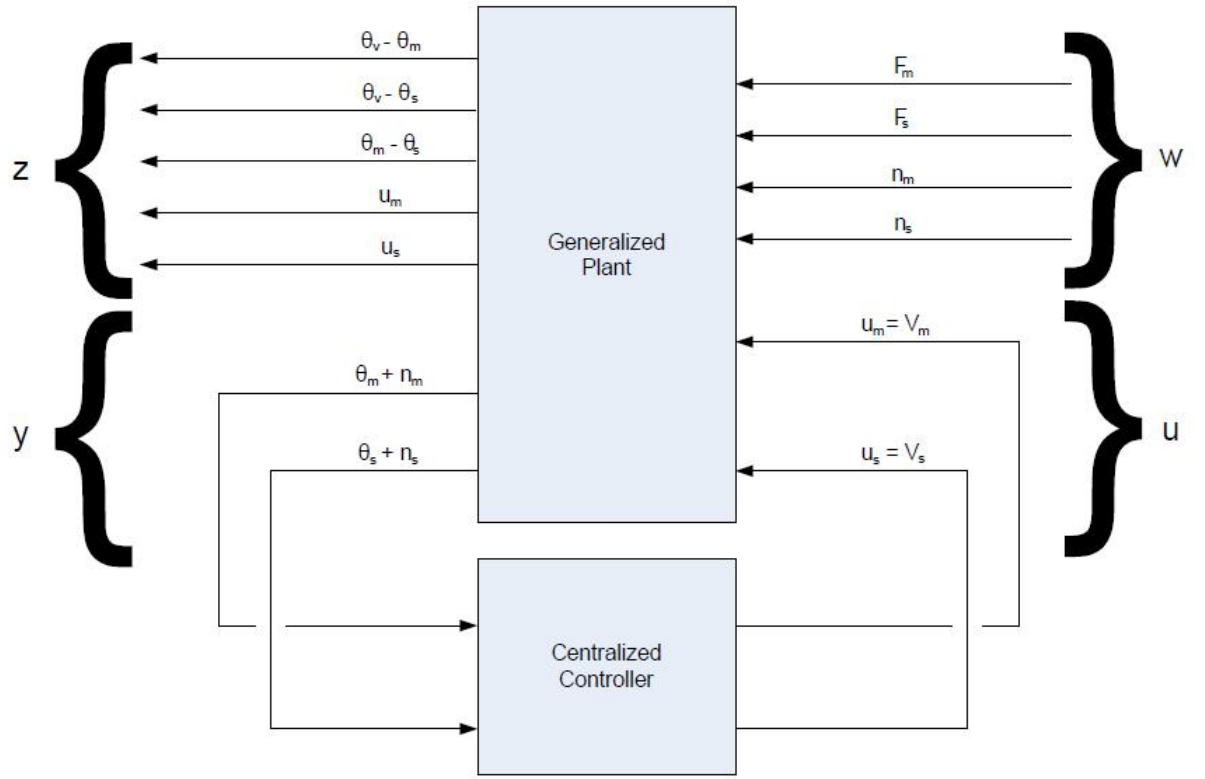 θᵥ - θₘ
Fₘ
θᵥ - θₛ
Fₛ
θₘ - θₛ
z
w
nₘ
uₘ
nₛ
uₛ
Generalized
Plant
uₘ = Vₘ
θₘ + nₘ
y
u
θₛ + nₛ
uₛ = Vₛ
Centralized
Controller